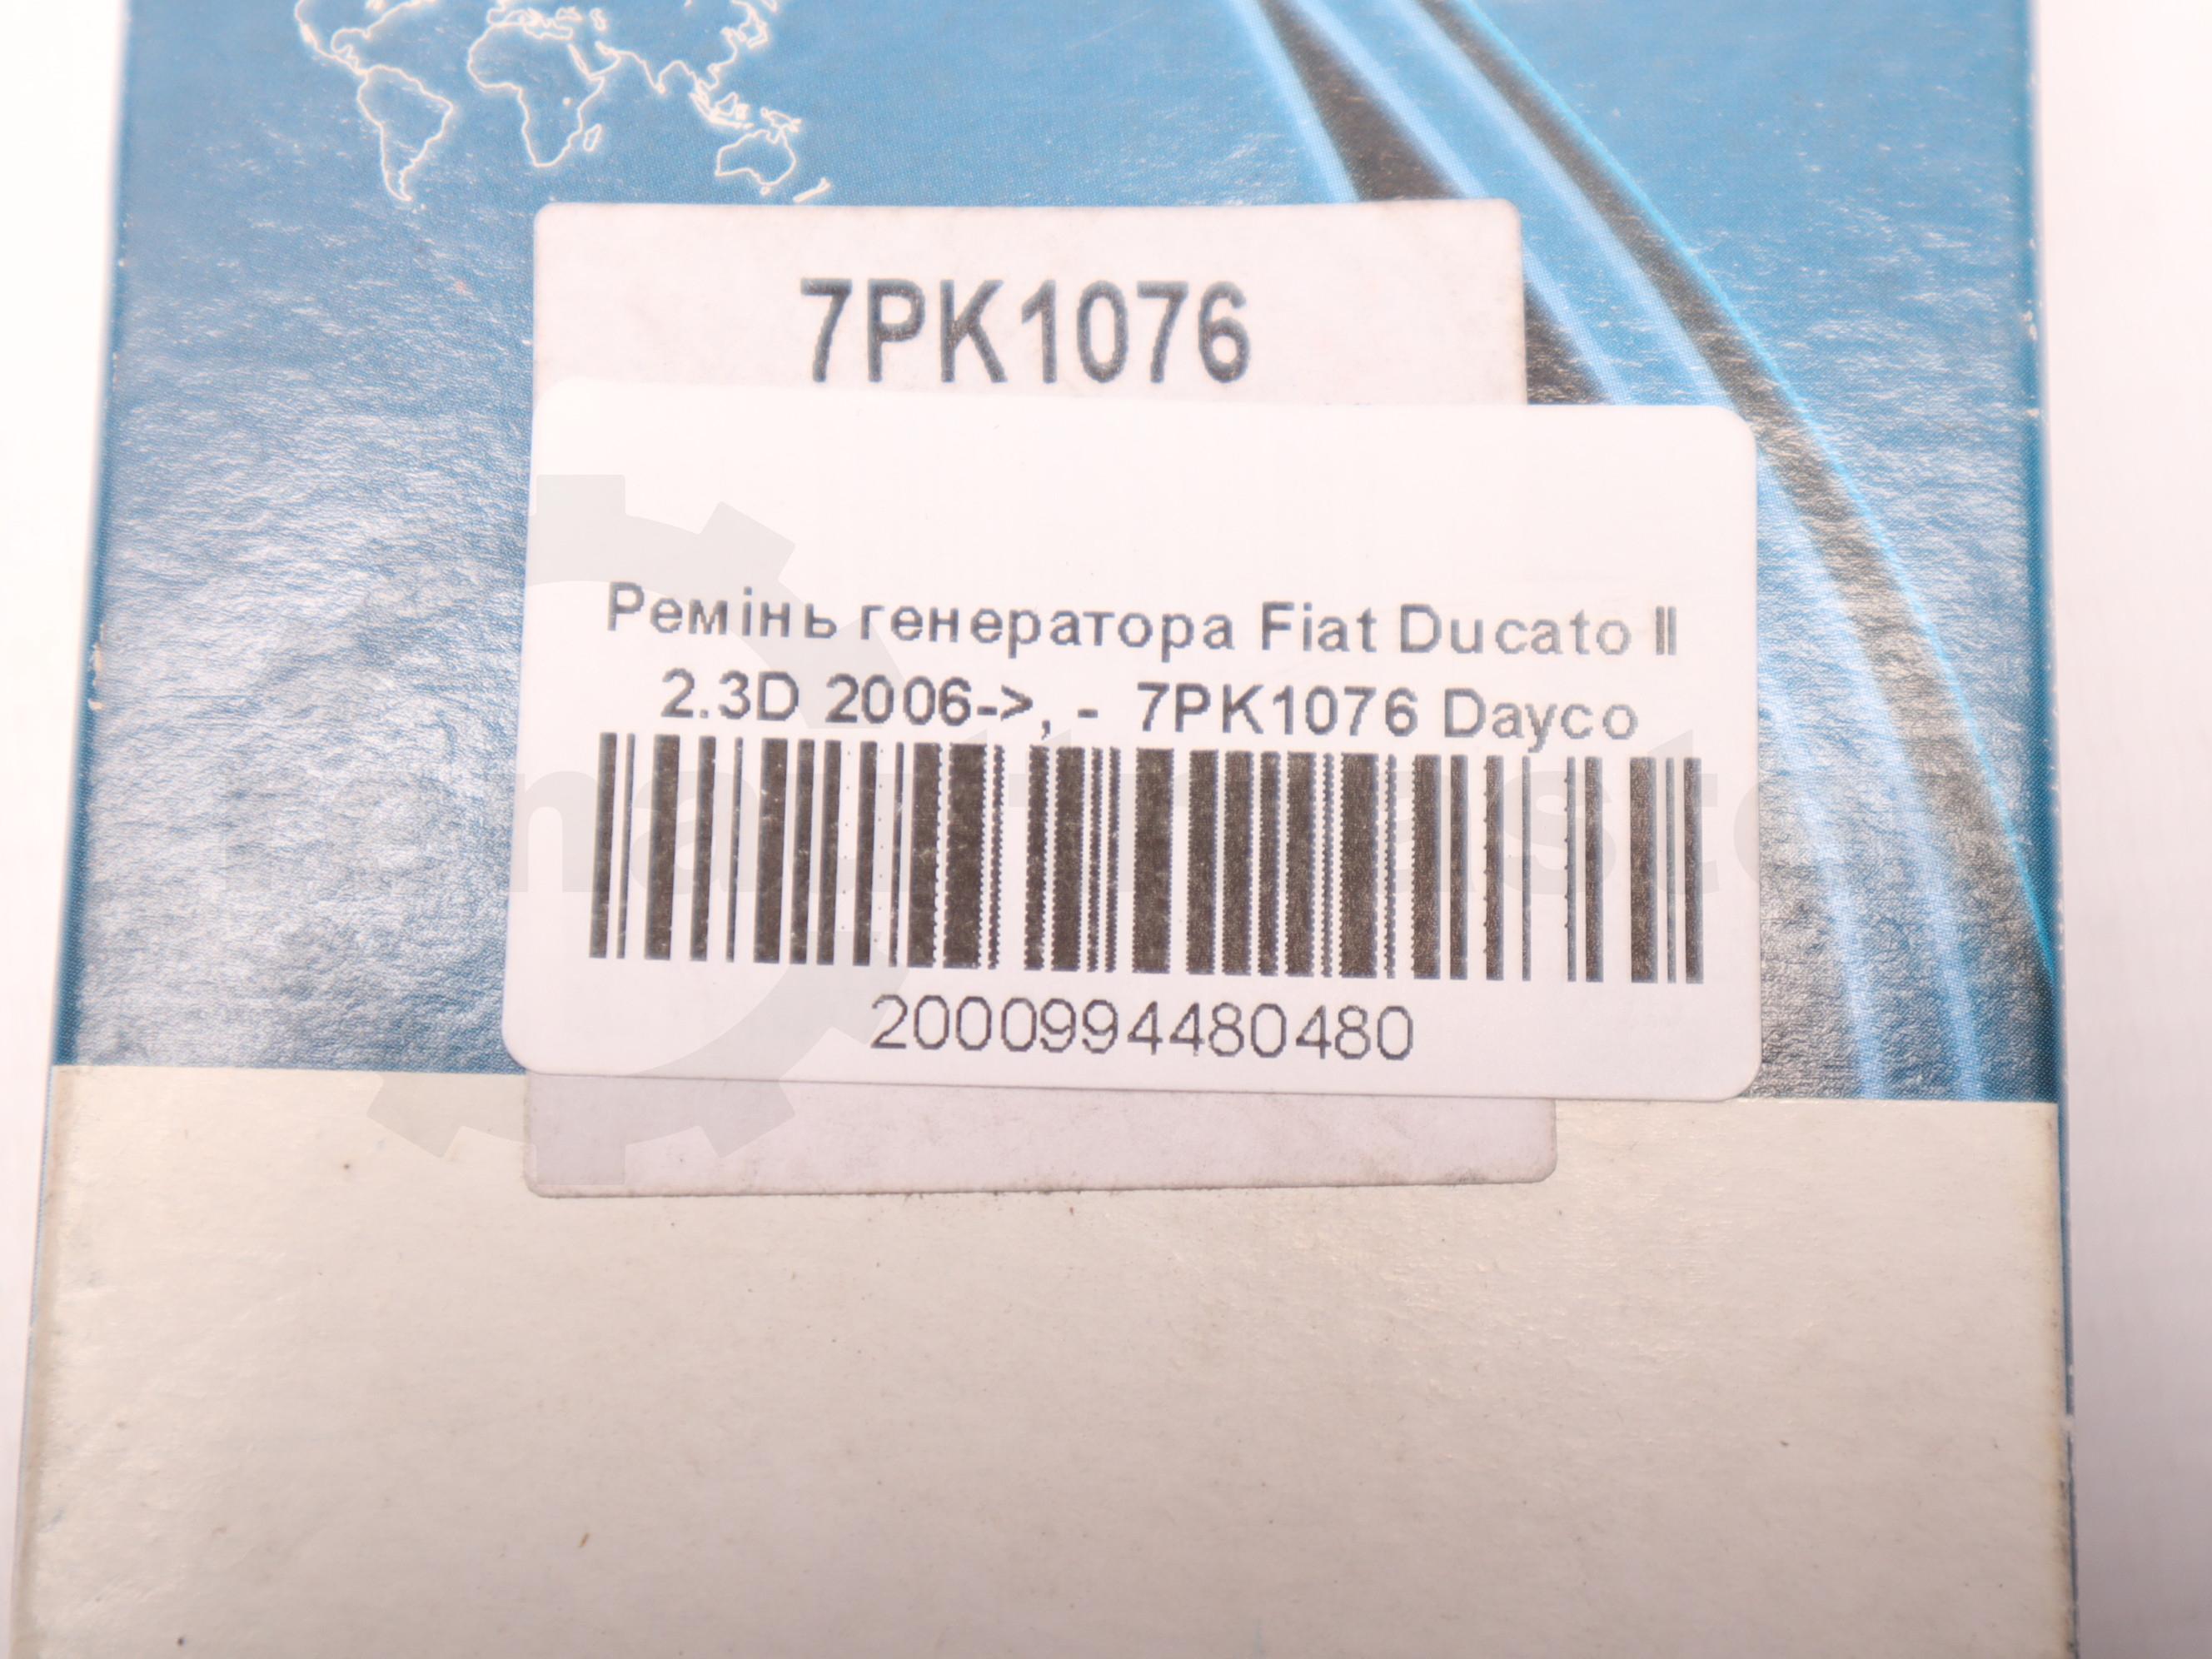 7PK1076
Ремінь генератора Fiat Ducato II
2.3D 2006->, - 7PK1076 Dayco
2000994480480